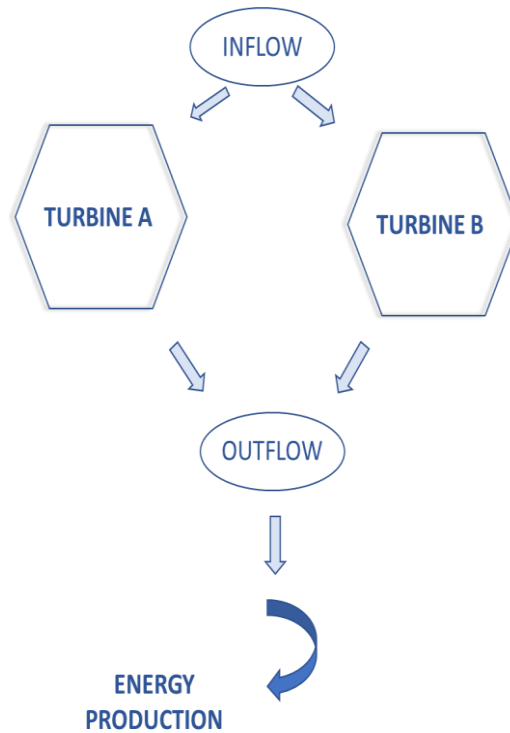 INFLOW
TURBINE A
TURBINE B
OUTFLOW
ENERGY
PRODUCTION